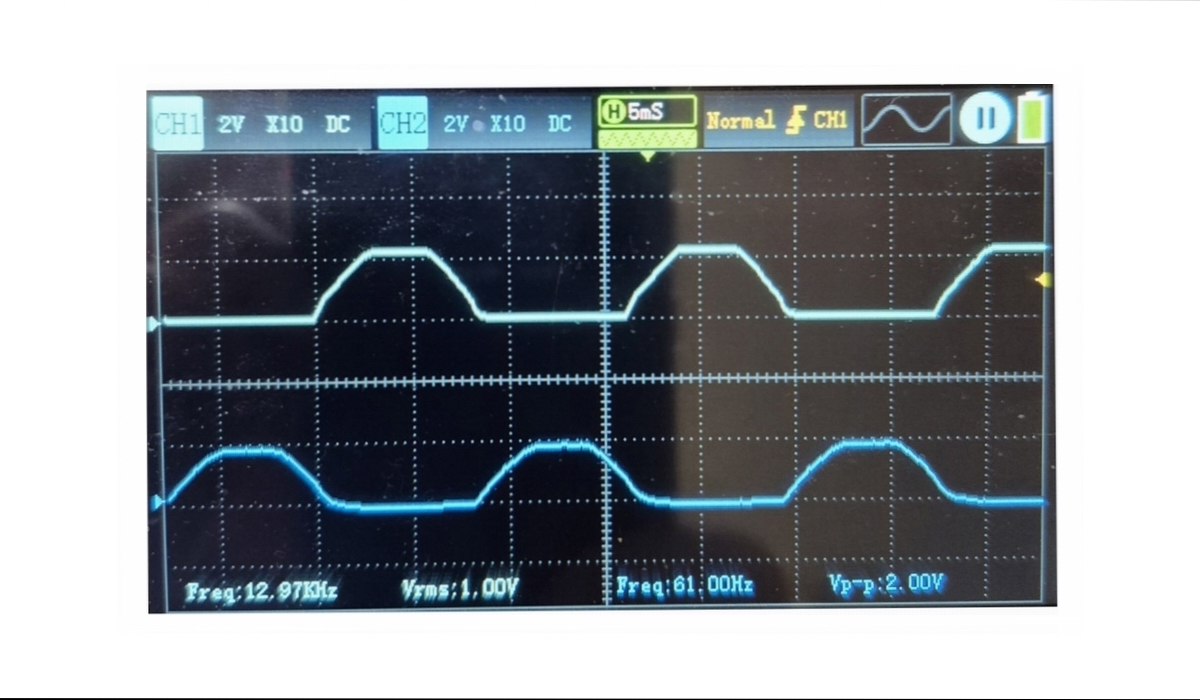 CH1 2V X10 DC CH2 2V X10 DC H 5mS Normal CH1
Freq:12.97KHz Vrms:1.00V Freq:61.00Hz Vp-p:2.00V